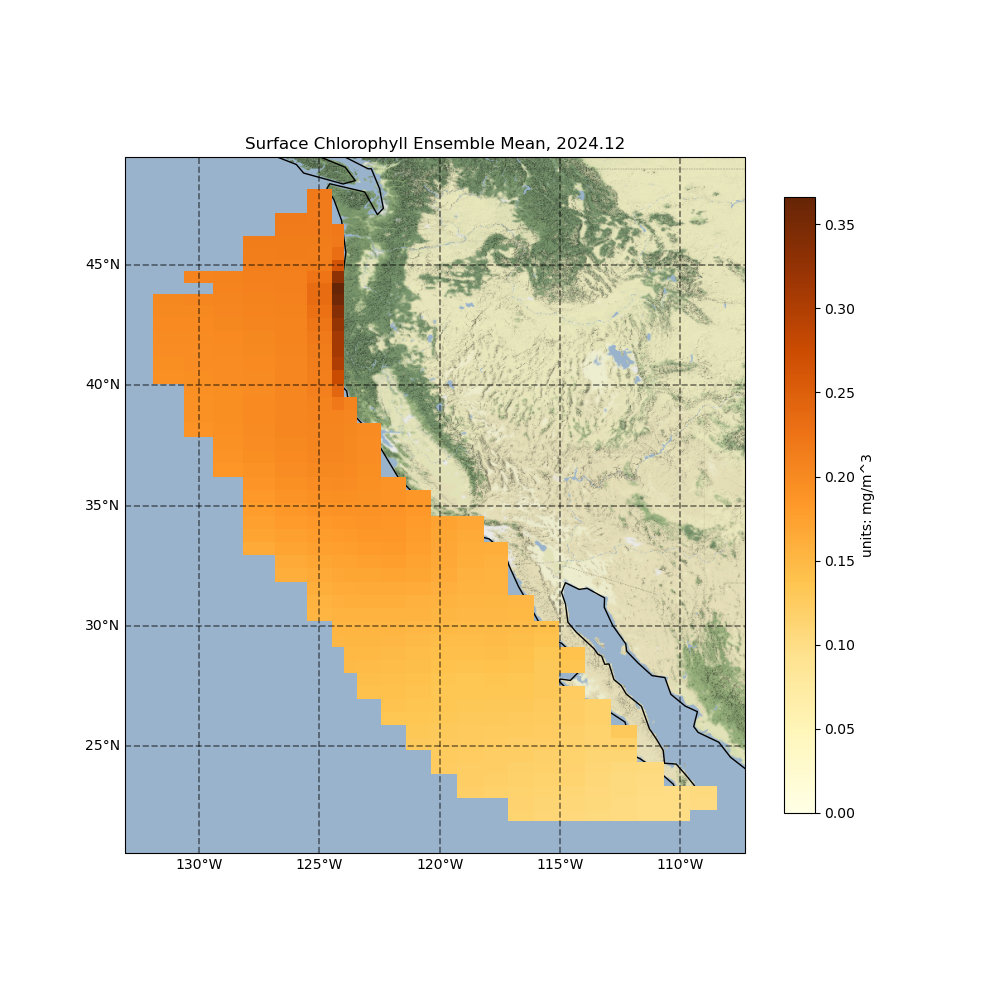 Surface Chlorophyll Ensemble Mean, 2024.12
45°N
40°N
35°N
30°N
25°N
130°W
125°W
120°W
115°W
110°W
0.35
0.30
0.25
0.20
0.15
0.10
0.05
0.00
units: mg/m^3